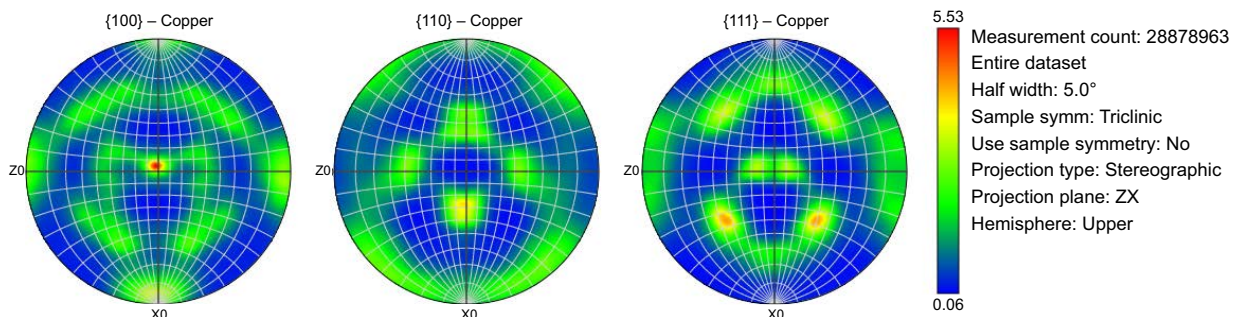 {100} – Copper
{110} – Copper
{111} – Copper
5.53
Measurement count: 28878963
Entire dataset
Half width: 5.0°
Sample symm: Triclinic
Use sample symmetry: No
Z0
Z0
Z0
Projection type: Stereographic
Projection plane: ZX
Hemisphere: Upper
0.06
X0
X0
X0